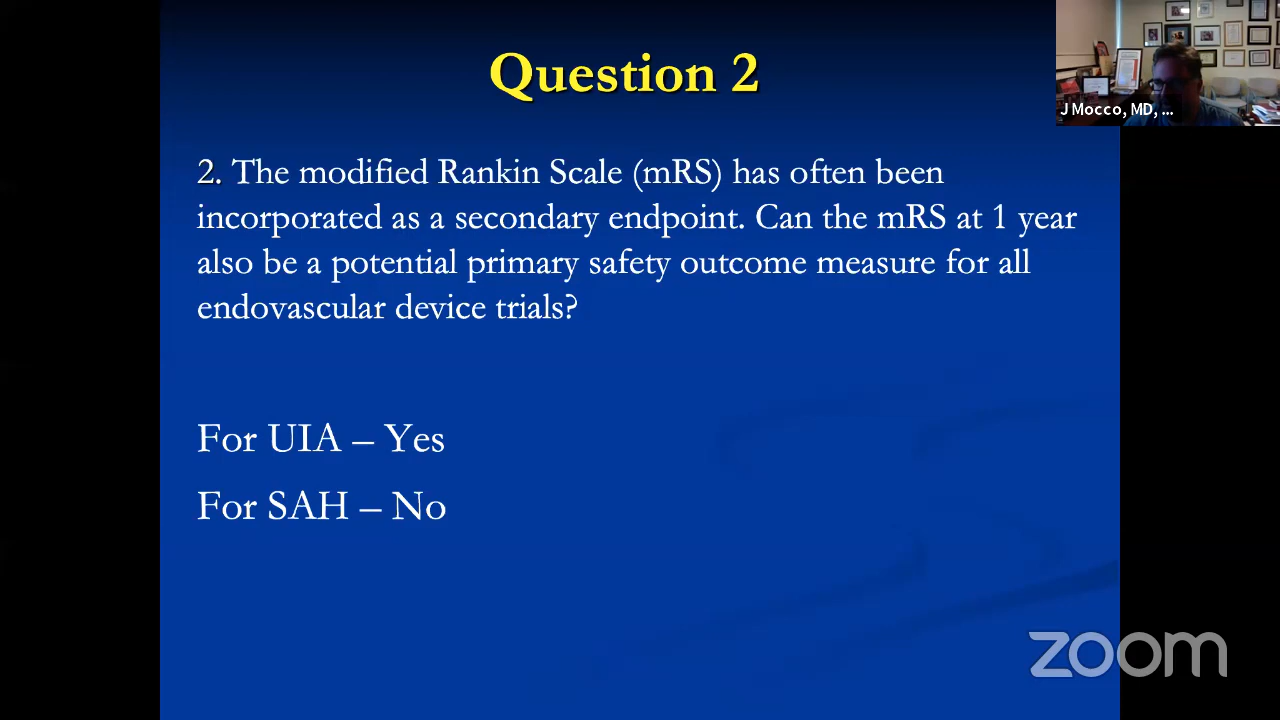 Question 2
J Mocco, MD, ...
2. The modified Rankin Scale (mRS) has often been
incorporated as a secondary endpoint. Can the mRS at 1 year
also be a potential primary safety outcome measure for all
endovascular device trials?
For UIA – Yes
For SAH – No
zoom